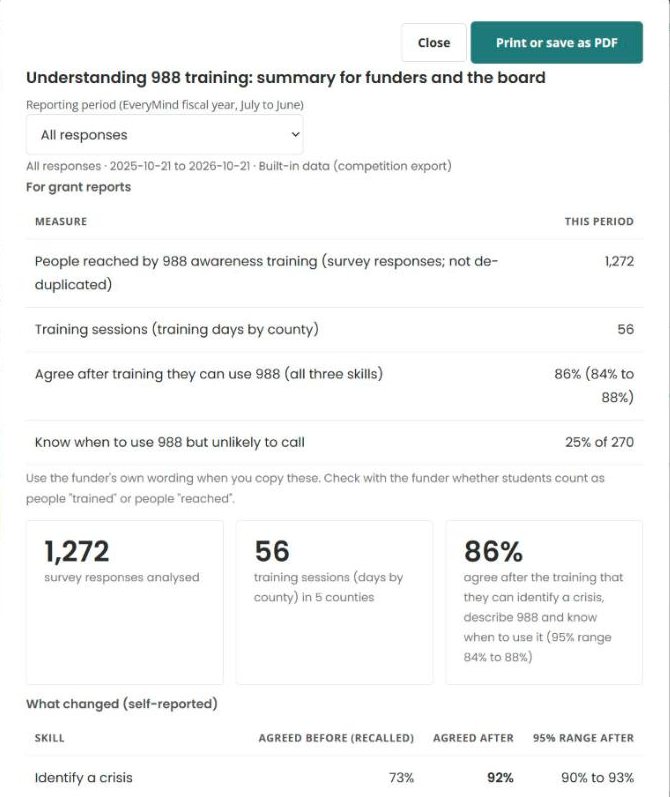 Close
Print or save as PDF
Understanding 988 training: summary for funders and the board
Reporting period (EveryMind fiscal year, July to June)
All responses
All responses · 2025-10-21 to 2026-10-21 · Built-in data (competition export)
For grant reports
MEASURE THIS PERIOD
People reached by 988 awareness training (survey responses; not de-
duplicated) 1,272
Training sessions (training days by county) 56
Agree after training they can use 988 (all three skills) 86% (84% to
88%)
Know when to use 988 but unlikely to call 25% of 270
Use the funder's own wording when you copy these. Check with the funder whether students count as
people "trained" or people "reached".
1,272
survey responses analysed
56
training sessions (days by
county) in 5 counties
86%
agree after the training that
they can identify a crisis,
describe 988 and know
when to use it (95% range
84% to 88%)
What changed (self-reported)
SKILL AGREED BEFORE (RECALLED) AGREED AFTER 95% RANGE AFTER
Identify a crisis 73% 92% 90% to 93%